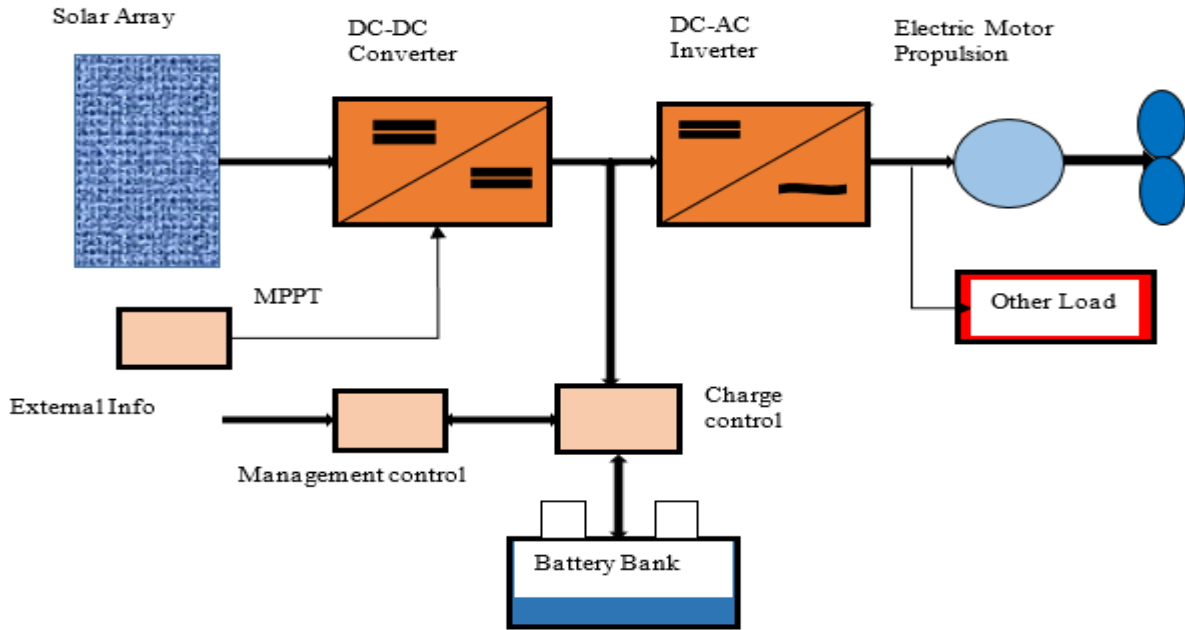 Solar Array
DC-DC
Converter
DC-AC
Inverter
Electric Motor
Propulsion
MPPT
Other Load
External Info
Charge
control
Management control
Battery Bank